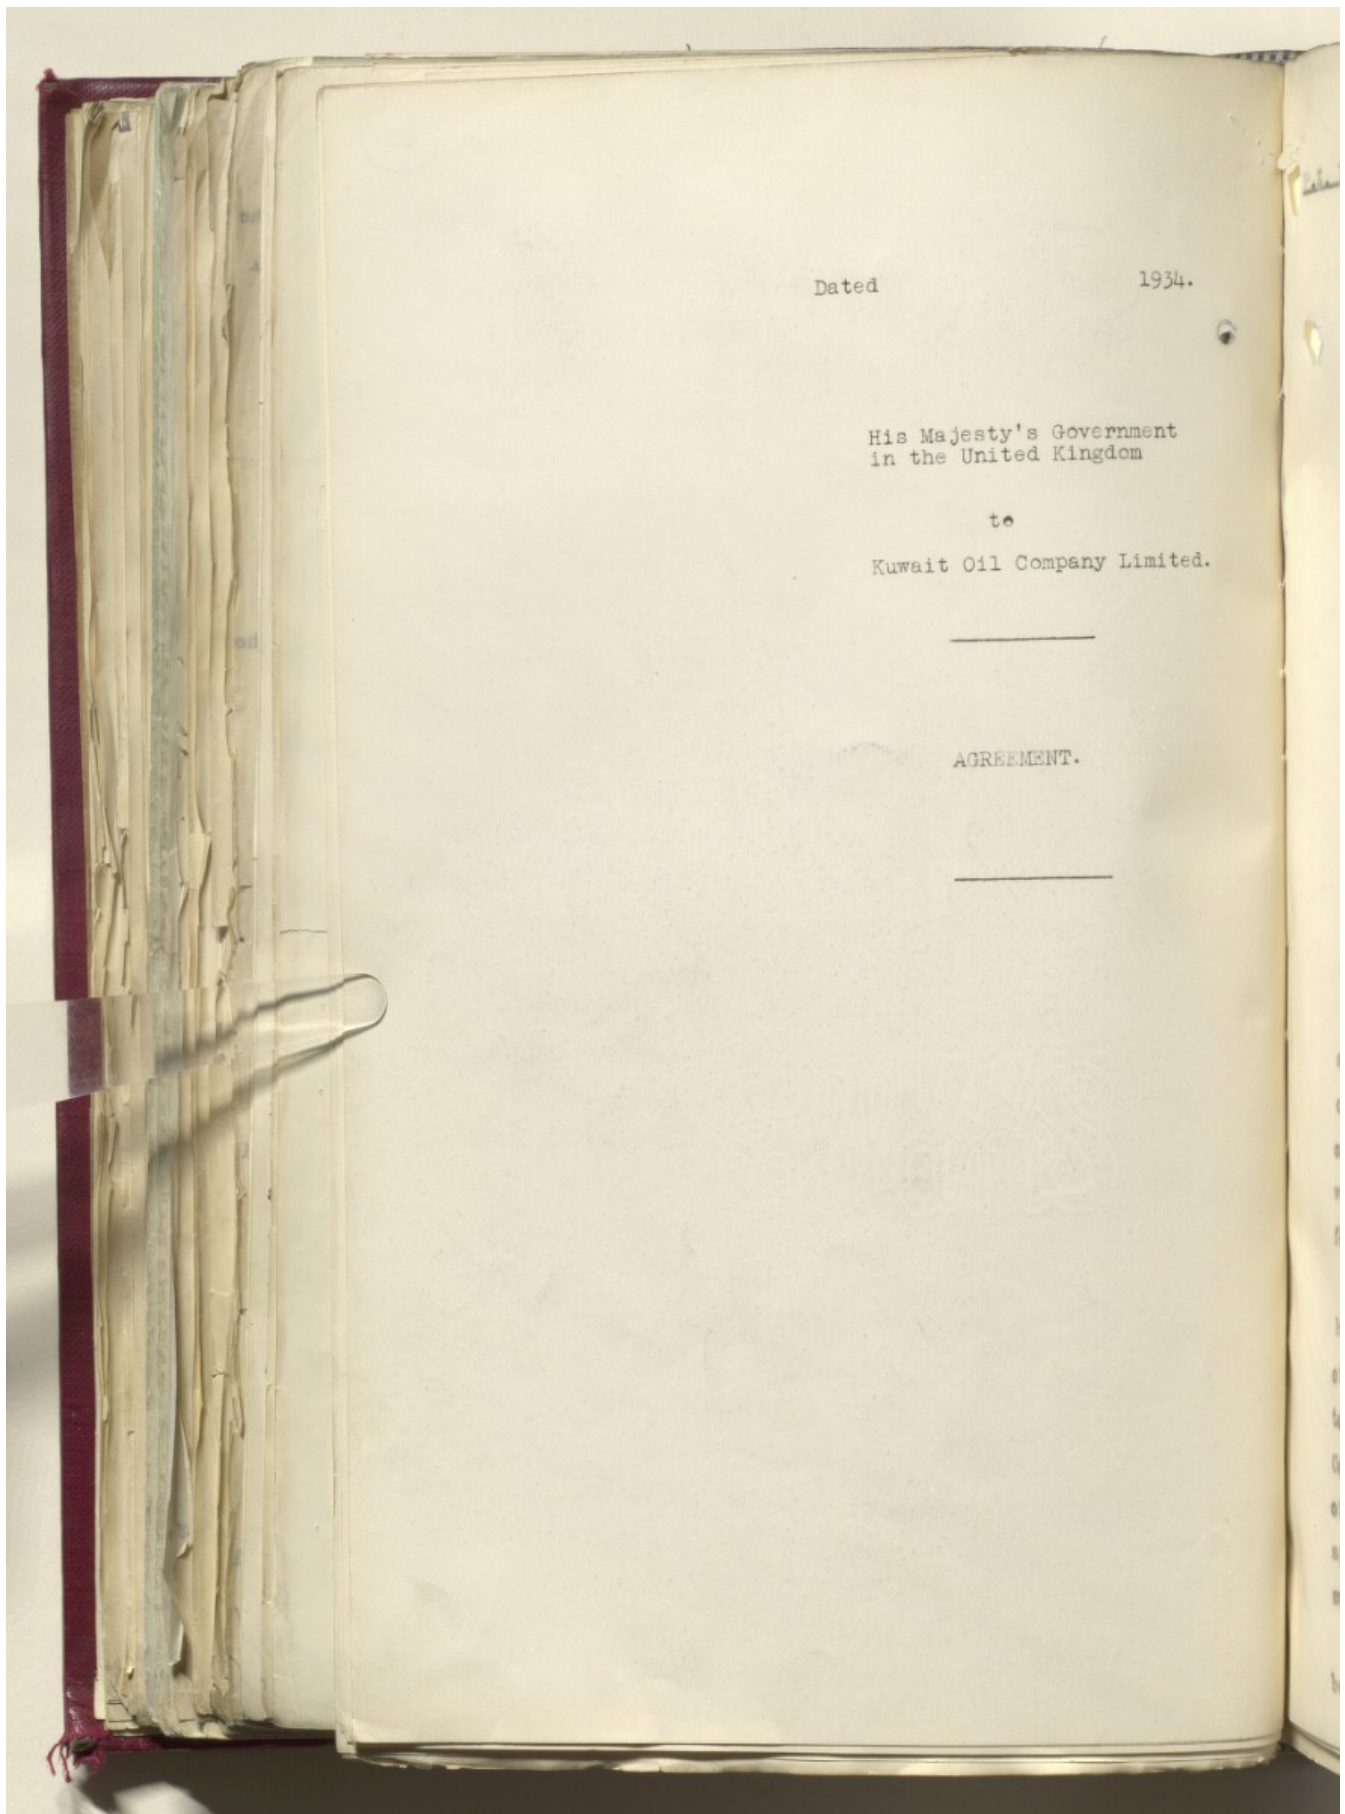 Dated 1934.
His Majesty's Government
in the United Kingdom
to
Kuwait Oil Company Limited.
AGREEMENT.